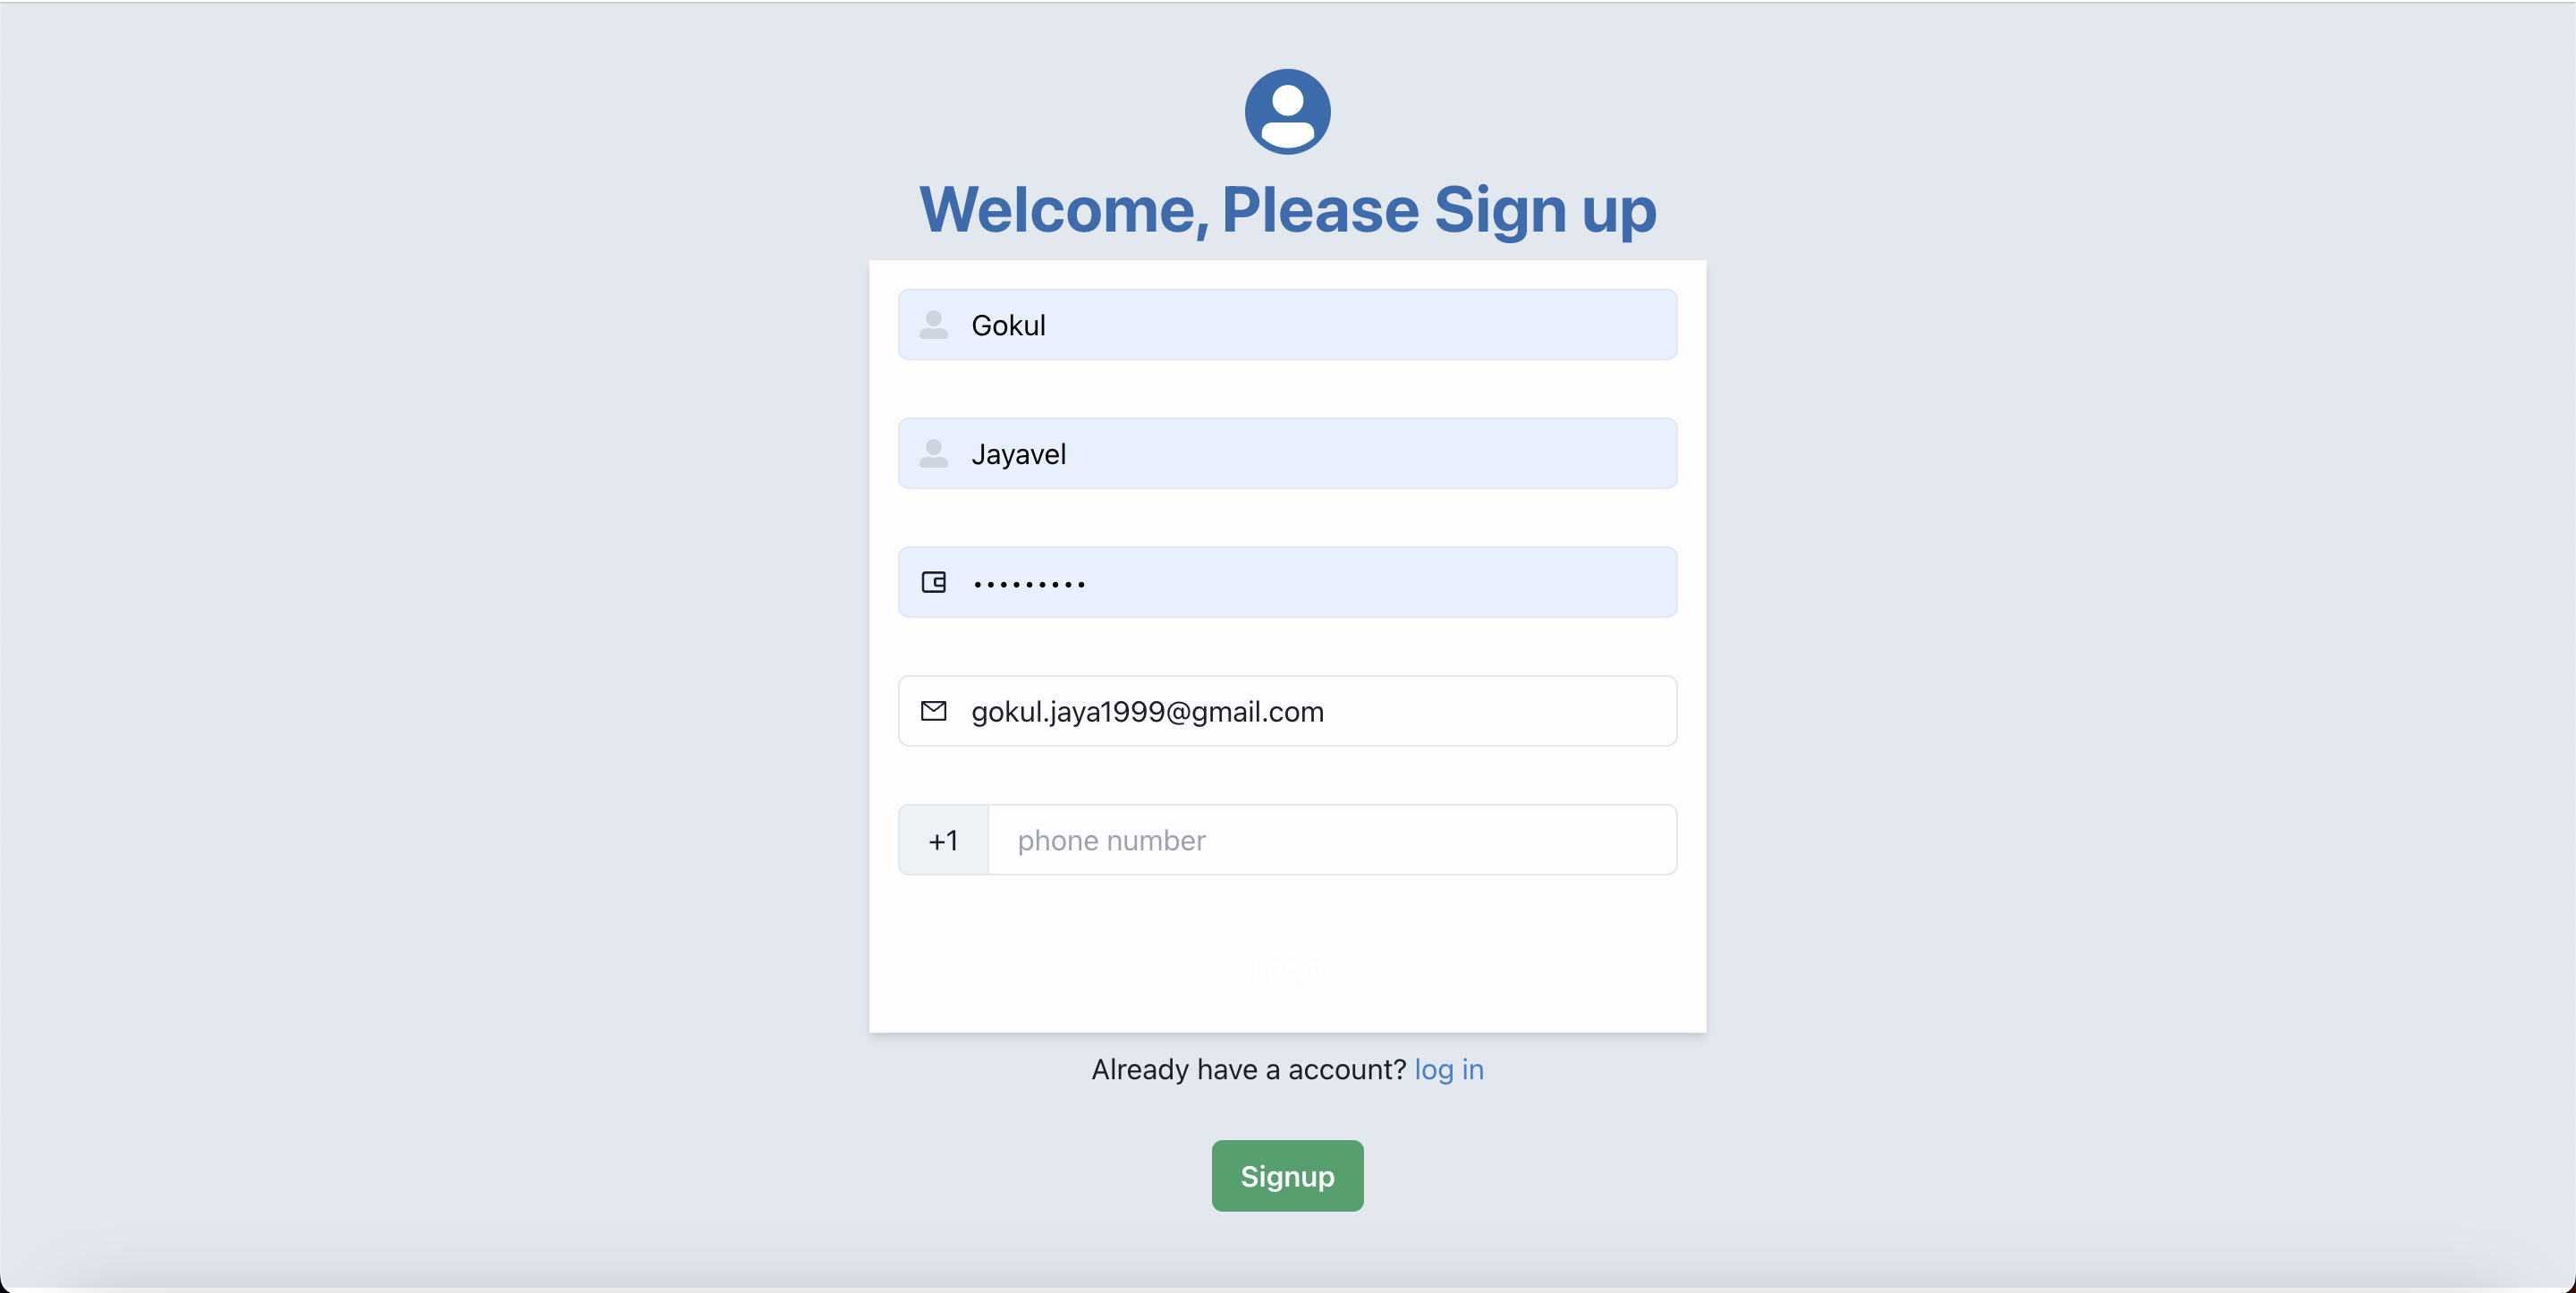 Welcome, Please Sign up
Gokul
Jayavel
•••••••••
gokul.jaya1999@gmail.com
+1 phone number
Login
Already have a account? log in
Signup